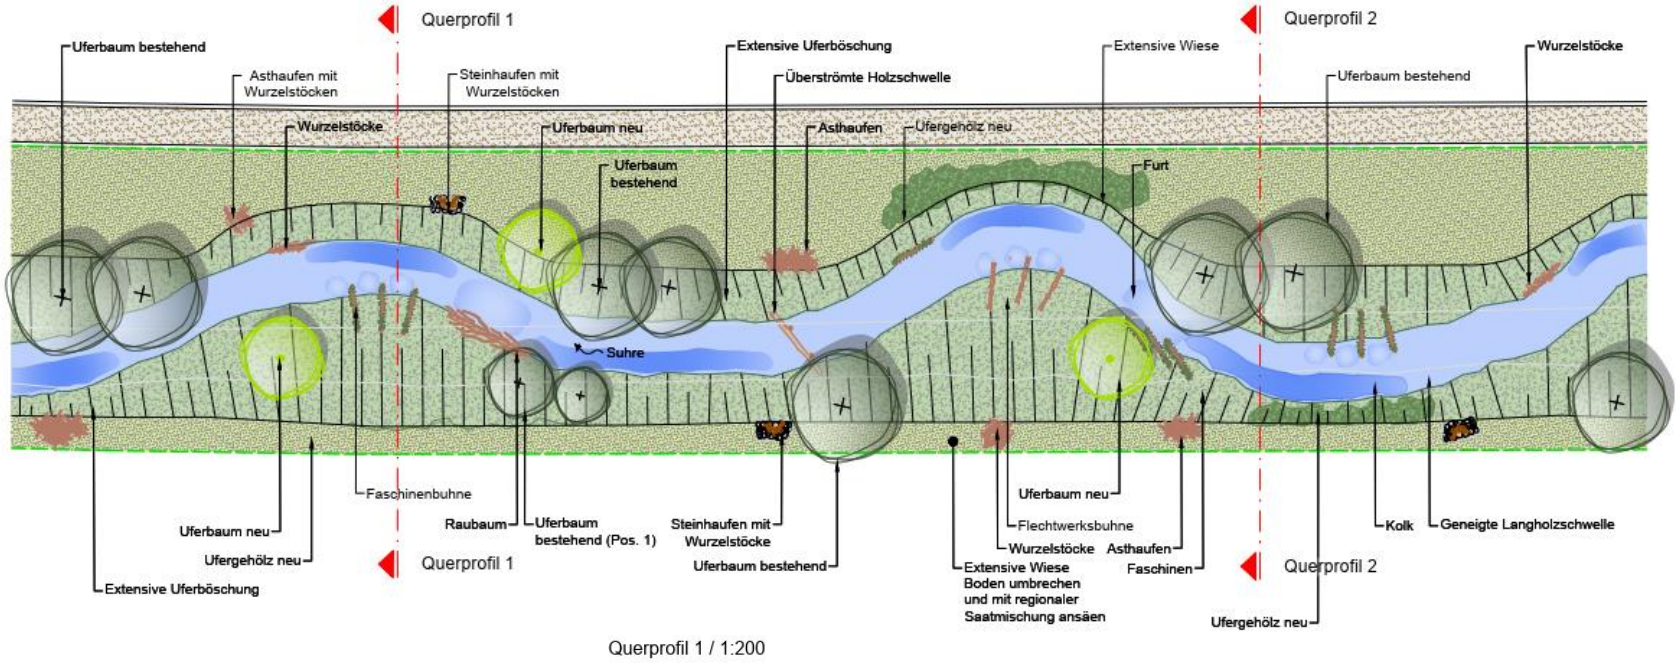 Querprofil 1
Querprofil 2
Uferbaum bestehend
Extensive Uferböschung
Extensive Wiese
Wurzelstöcke
Asthaufen mit
Wurzelstöcken
Steinhaufen mit
Wurzelstöcken
Überströmte Holzschwelle
Uferbaum bestehend
Wurzelstöcke
Uferbaum neu
Asthaufen
Ufergehölz neu
Uferbaum
bestehend
Furt
Suhre
Faschinenbuhne
Uferbaum neu
Uferbaum neu
Raubaum
Uferbaum
bestehend (Pos. 1)
Steinhaufen mit
Wurzelstöcke
Flechtwerksbuhne
Kolk
Geneigte Langholzschwelle
Ufergehölz neu
Wurzelstöcke
Asthaufen
Querprofil 1
Uferbaum bestehend
Extensive Wiese
Boden umbrechen
und mit regionaler
Saatmischung ansäen
Faschinen
Querprofil 2
Extensive Uferböschung
Ufergehölz neu
Querprofil 1 / 1:200